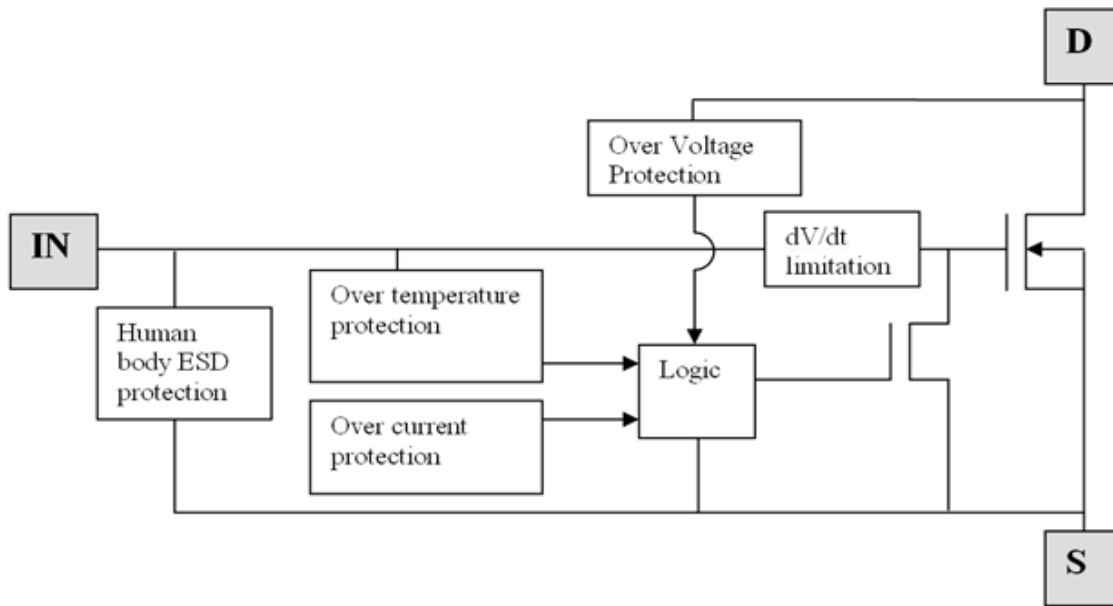 D
Over Voltage
Protection
IN
dV/dt
limitation
Over temperature
protection
Human
body ESD
protection
Logic
Over current
protection
S